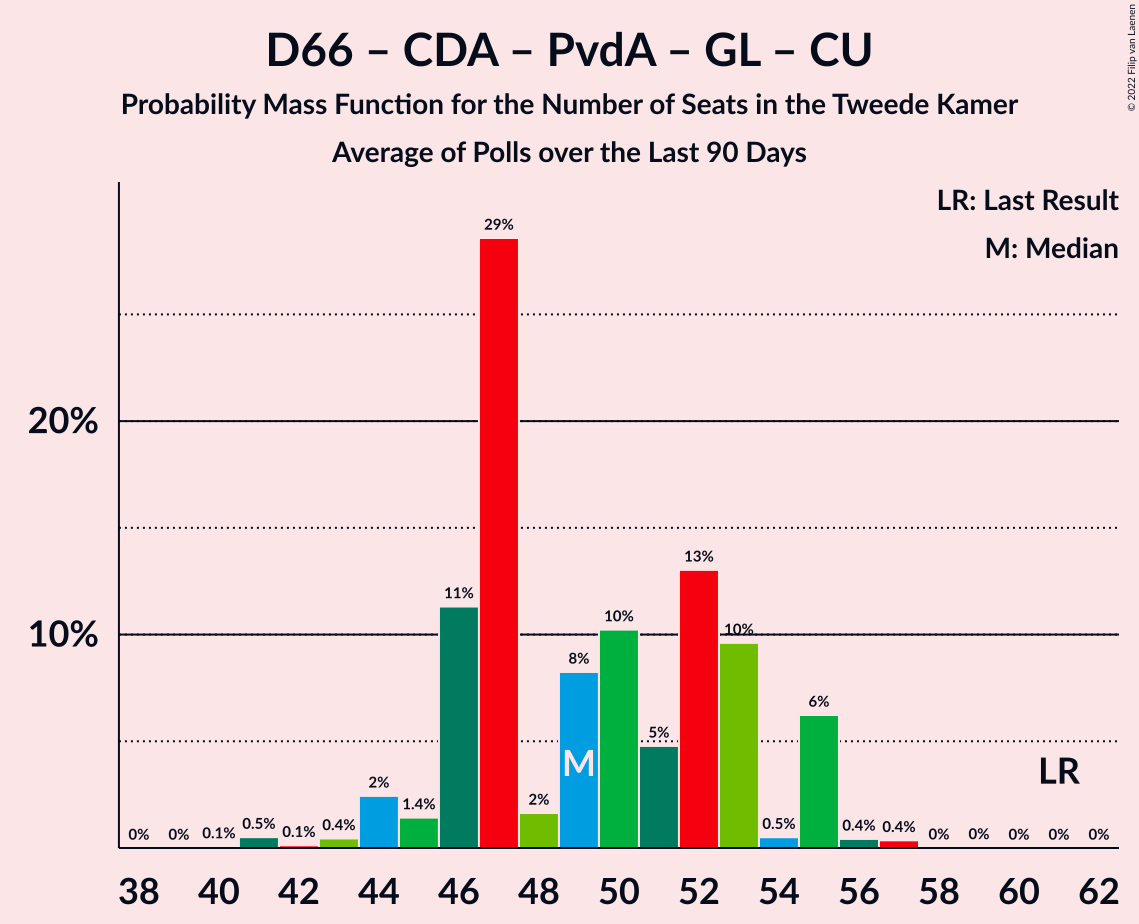 D66 – CDA – PvdA – GL – CU
Probability Mass Function for the Number of Seats in the Tweede Kamer
Average of Polls over the Last 90 Days
© 2022 Filip van Laenen
LR: Last Result
M: Median
20%
10%
0% 0% 0.1% 0.5% 0.1% 0.4% 2% 1.4% 11% 29% 2% 8% 10% 5% 13% 10% 0.5% 6% 0.4% 0.4% 0% 0% 0% 0% 0%
M
LR
38 40 42 44 46 48 50 52 54 56 58 60 62